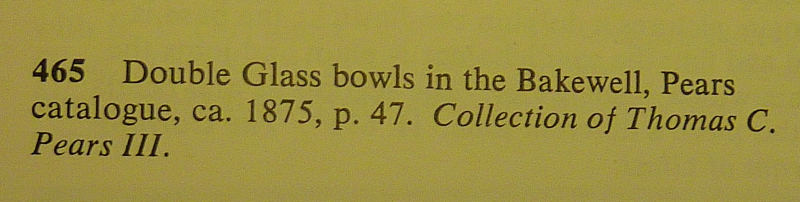 465 Double Glass bowls in the Bakewell, Pears
catalogue, ca. 1875, p. 47. Collection of Thomas C.
Pears III.